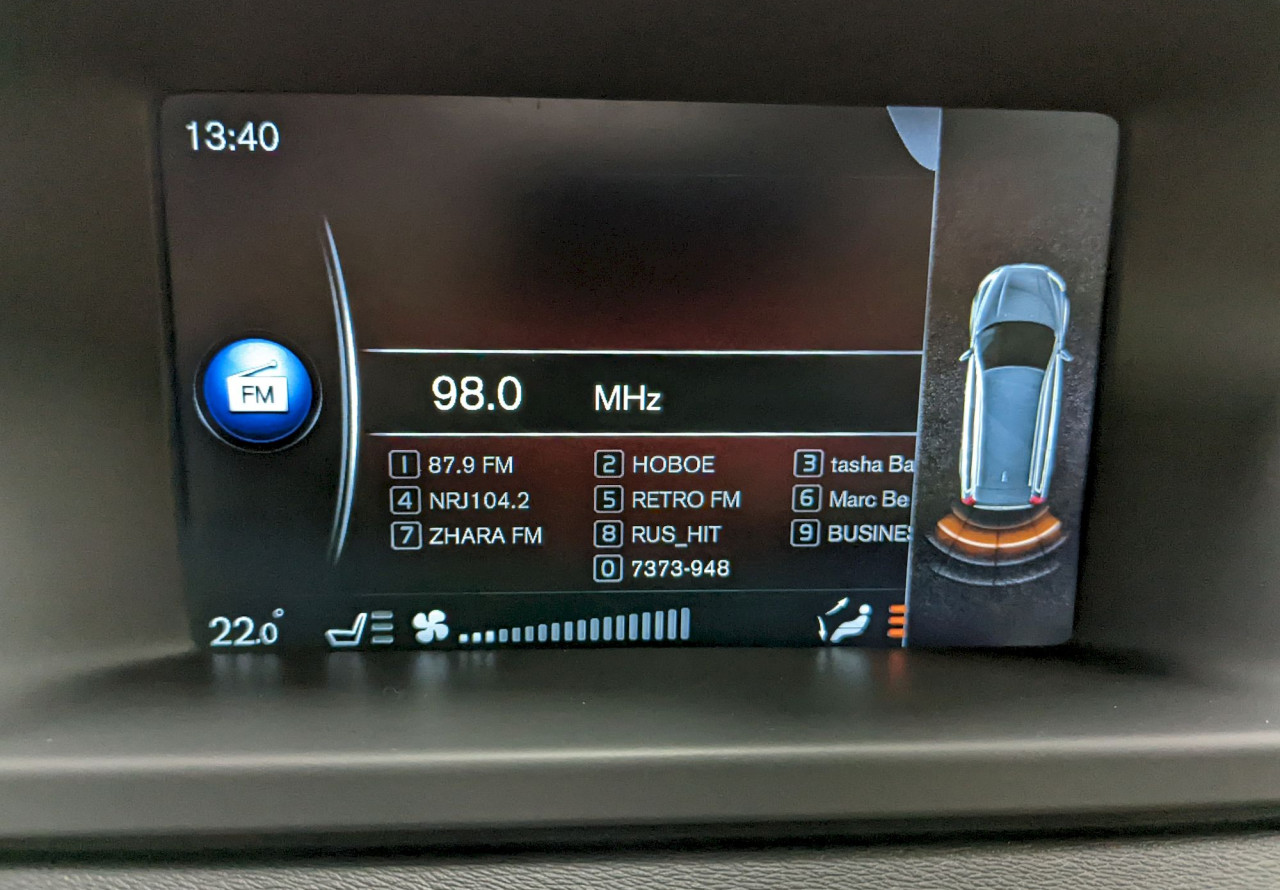 13:40
FM
98.0 MHz
1 87.9 FM 2 HOBOE 3 tasha Ba
4 NRJ104.2 5 RETRO FM 6 Marc Be
7 ZHARA FM 8 RUS_HIT 9 BUSINES
0 7373-948
22.0°